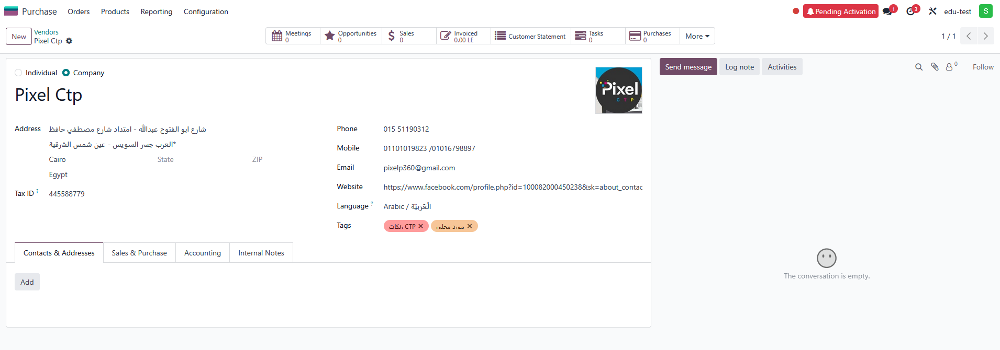 Purchase Orders Products Reporting Configuration
Pending Activation 1 3 edu-test S
New Vendors
Pixel Ctp
Meetings 0
Opportunities 0
Sales 0
Invoiced 0.00 LE
Customer Statement
Tasks 0
Purchases 0
More
1 / 1
Individual Company
Pixel Ctp
Pixel
C T P
Address شارع ابو الفتوح عبدالله - امتداد شارع مصطفي حافظ
العرب جسر السويس - عين شمس الشرقية*
Cairo State ZIP
Egypt
Tax ID ? 445588779
Phone 015 51190312
Mobile 01101019823 /01016798897
Email pixelp360@gmail.com
Website https://www.facebook.com/profile.php?id=100082000450238&sk=about_contac
Language ? Arabic / الْعَرَبيّة
Tags زنكات CTP مورد محلي
Contacts & Addresses Sales & Purchase Accounting Internal Notes
Add
Send message Log note Activities 0 Follow
The conversation is empty.